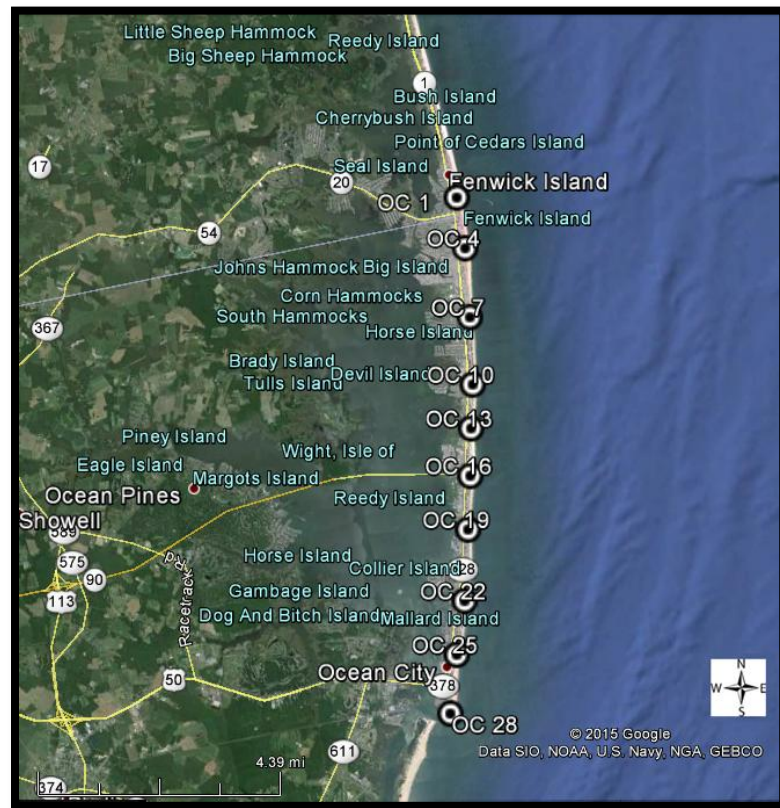 Little Sheep Hammock
Reedy Island
Big Sheep Hammock
1
Bush Island
Cherrybush Island
Point of Cedars Island
17
Seal Island
20
Fenwick Island
OC 1
Fenwick Island
54
OC 4
Johns Hammock
Big Island
Corn Hammocks
OC 7
South Hammocks
367
Horse Island
Brady Island
Devil Island
OC 10
Tulls Island
OC 13
Piney Island
Wight, Isle of
Eagle Island
OC 16
Margots Island
Ocean Pines
Reedy Island
Showell
OC 19
589
Horse Island
575
Collier Island
28
90
Gambage Island
OC 22
113
Dog And Bitch Island
Mallard Island
Racetrack Rd
OC 25
50
Ocean City
378
N
W
E
S
OC 28
611
© 2015 Google
Data SIO, NOAA, U.S. Navy, NGA, GEBCO
4.39 mi
374